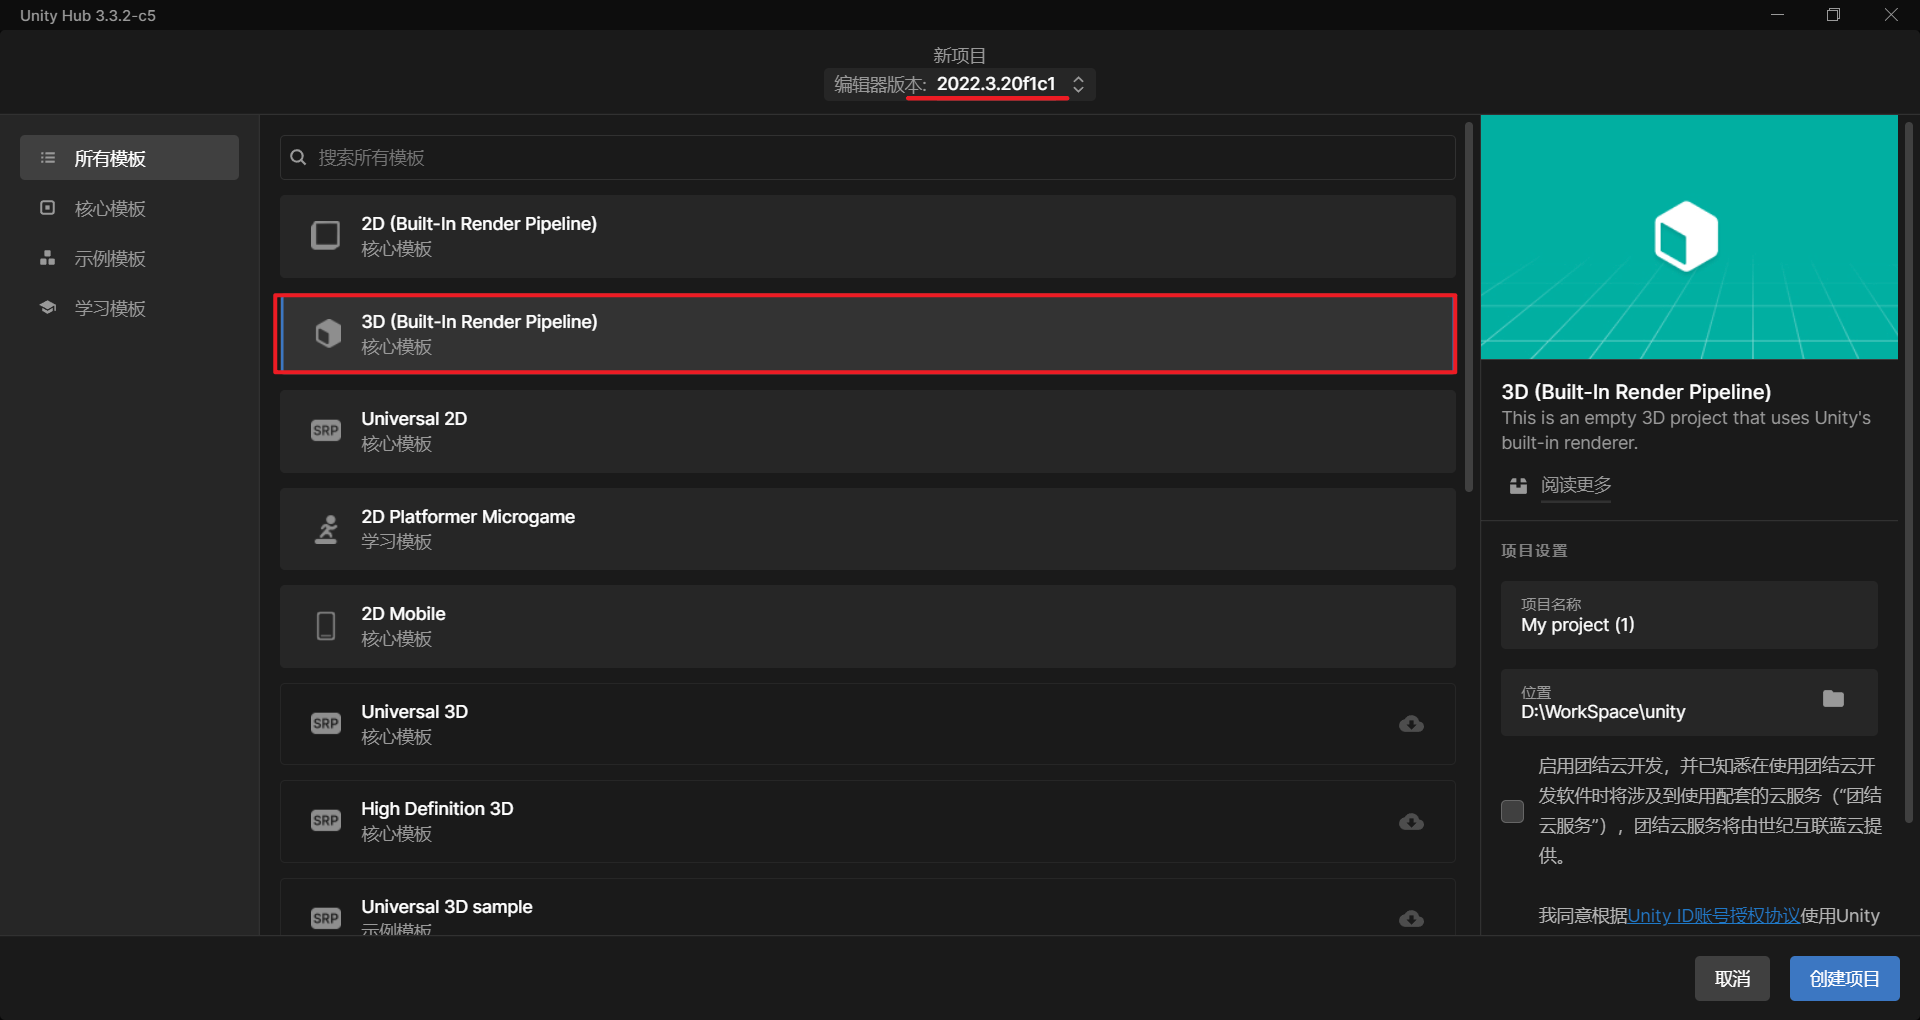 Unity Hub 3.3.2-c5
新项目
编辑器版本: 2022.3.20f1c1
所有模板
核心模板
示例模板
学习模板
搜索所有模板
2D (Built-In Render Pipeline)
核心模板
3D (Built-In Render Pipeline)
核心模板
SRP
Universal 2D
核心模板
2D Platformer Microgame
学习模板
2D Mobile
核心模板
SRP
Universal 3D
核心模板
SRP
High Definition 3D
核心模板
SRP
Universal 3D sample
示例模板
3D (Built-In Render Pipeline)
This is an empty 3D project that uses Unity's
built-in renderer.
阅读更多
项目设置
项目名称
My project (1)
位置
D:\WorkSpace\unity
启用团结云开发，并已知悉在使用团结云开
发软件时将涉及到使用配套的云服务（“团结
云服务”），团结云服务将由世纪互联蓝云提
供。
我同意根据Unity ID账号授权协议使用Unity
取消
创建项目